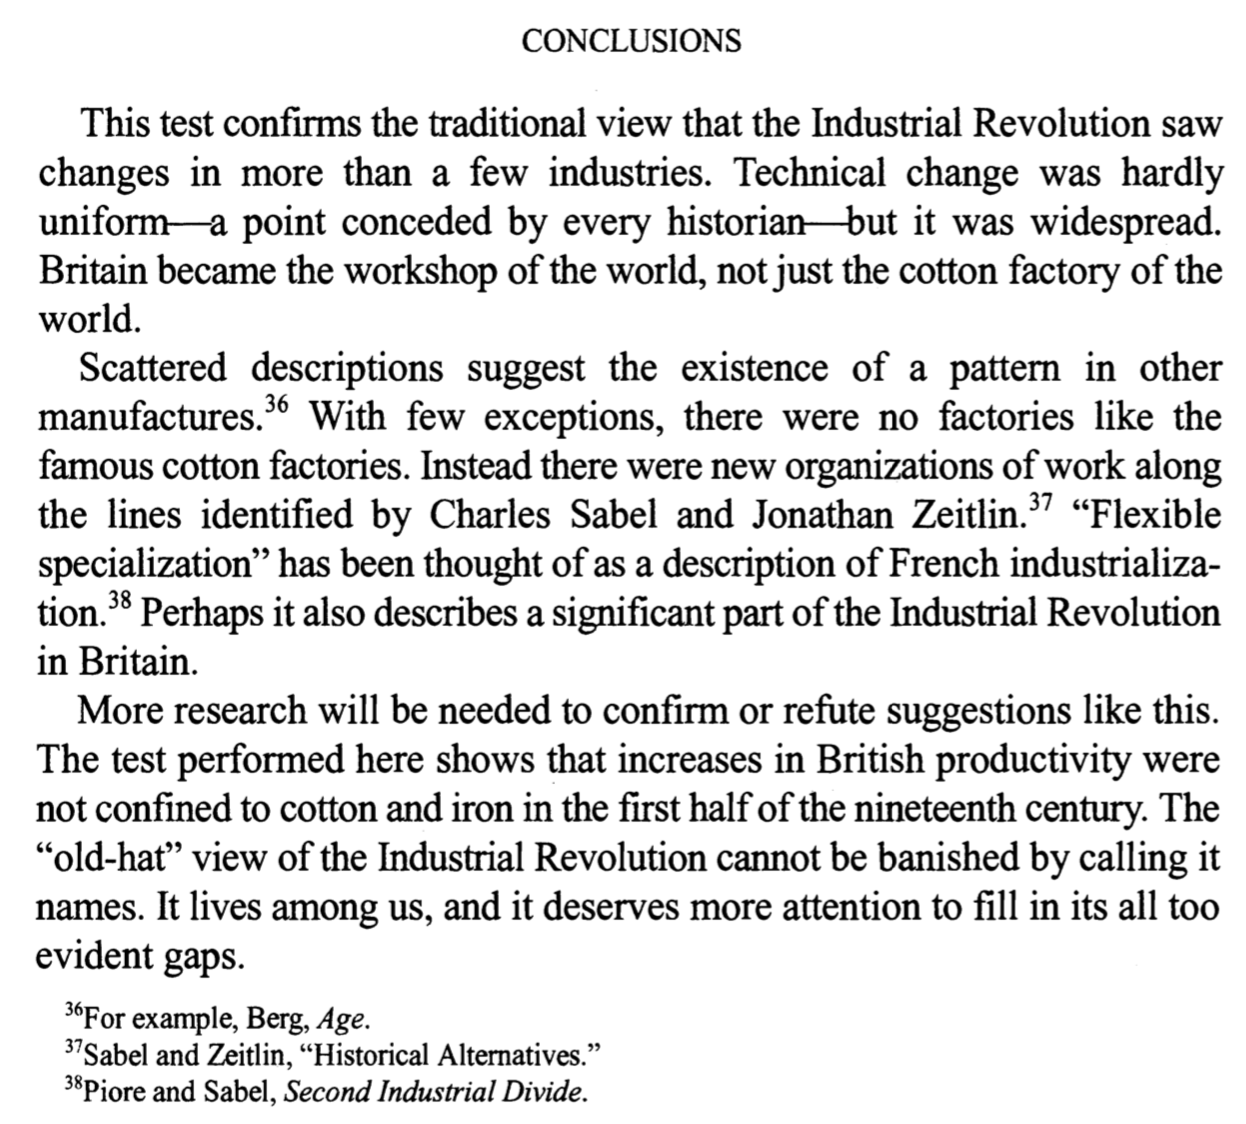 CONCLUSIONS
This test confirms the traditional view that the Industrial Revolution saw
changes in more than a few industries. Technical change was hardly
uniform—a point conceded by every historian—but it was widespread.
Britain became the workshop of the world, not just the cotton factory of the
world.
Scattered descriptions suggest the existence of a pattern in other
manufactures.³⁶ With few exceptions, there were no factories like the
famous cotton factories. Instead there were new organizations of work along
the lines identified by Charles Sabel and Jonathan Zeitlin.³⁷ “Flexible
specialization” has been thought of as a description of French industrializa-
tion.³⁸ Perhaps it also describes a significant part of the Industrial Revolution
in Britain.
More research will be needed to confirm or refute suggestions like this.
The test performed here shows that increases in British productivity were
not confined to cotton and iron in the first half of the nineteenth century. The
“old-hat” view of the Industrial Revolution cannot be banished by calling it
names. It lives among us, and it deserves more attention to fill in its all too
evident gaps.
³⁶For example, Berg, Age.
³⁷Sabel and Zeitlin, “Historical Alternatives.”
³⁸Piore and Sabel, Second Industrial Divide.